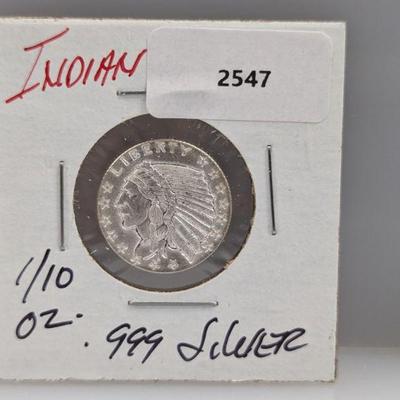 INDIAN
2547
LIBERTY
1/10
OZ.
.999 SILVER